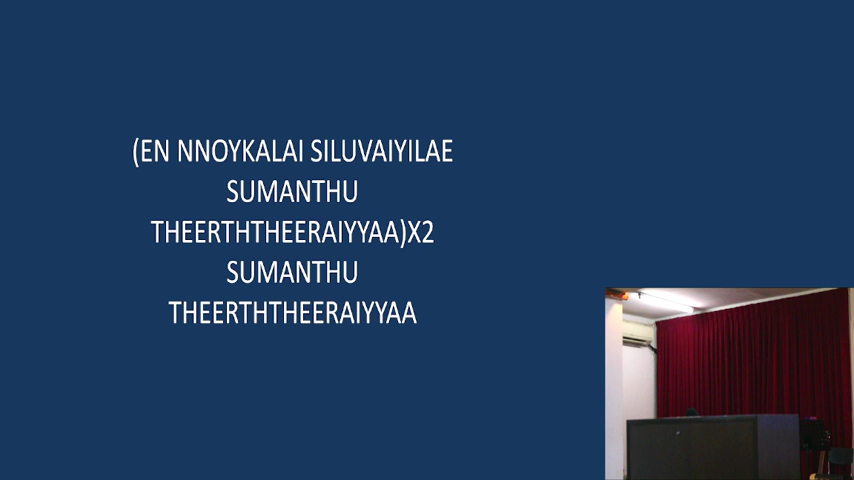 (EN NNOYKALAI SILUVAIYILAE
SUMANTHU
THEERTHTHEERAIYYAA)X2
SUMANTHU
THEERTHTHEERAIYYAA